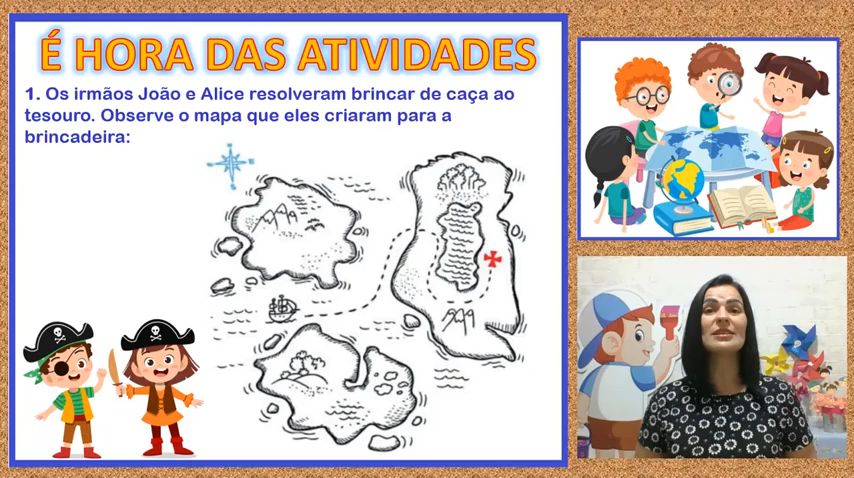 É HORA DAS ATIVIDADES
1. Os irmãos João e Alice resolveram brincar de caça ao
tesouro. Observe o mapa que eles criaram para a
brincadeira: